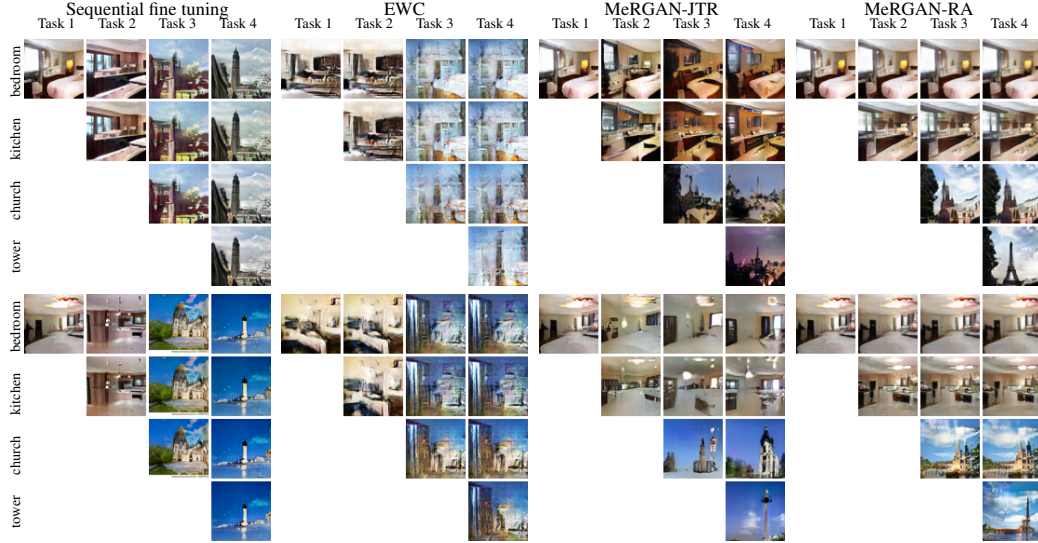 Sequential fine tuning EWC MeRGAN-JTR MeRGAN-RA
Task 1 Task 2 Task 3 Task 4 Task 1 Task 2 Task 3 Task 4 Task 1 Task 2 Task 3 Task 4 Task 1 Task 2 Task 3 Task 4
bedroom
kitchen
church
tower
bedroom
kitchen
church
tower